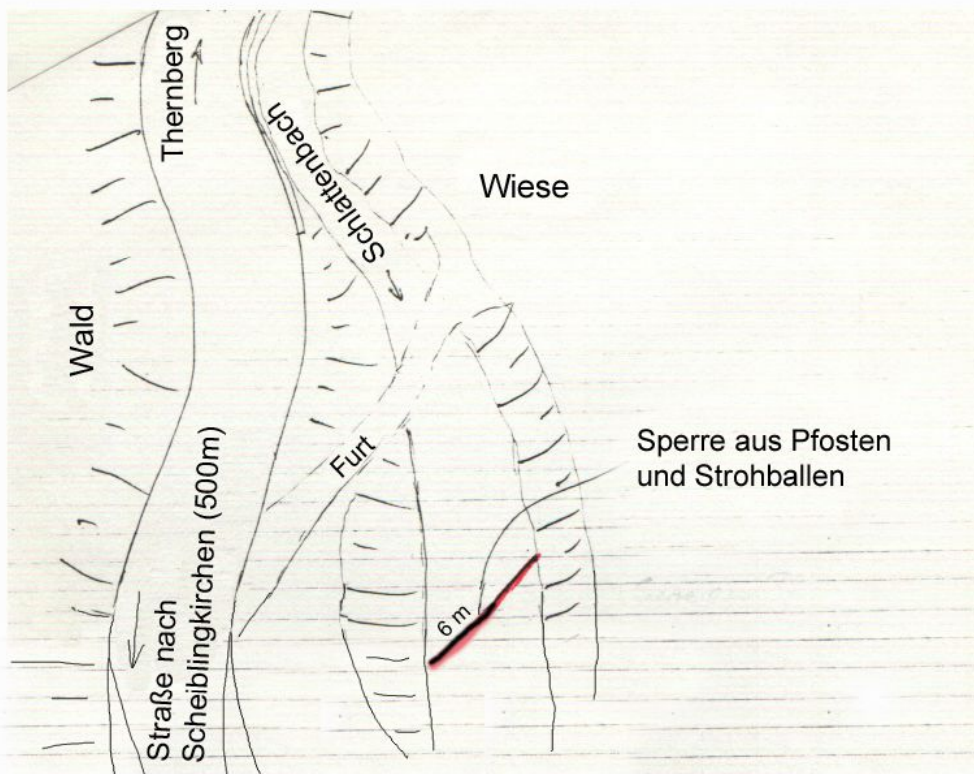 Thernberg
Schlattenbach
Wiese
Wald
Furt
Sperre aus Pfosten
und Strohballen
6 m
Straße nach
Scheiblingkirchen (500m)